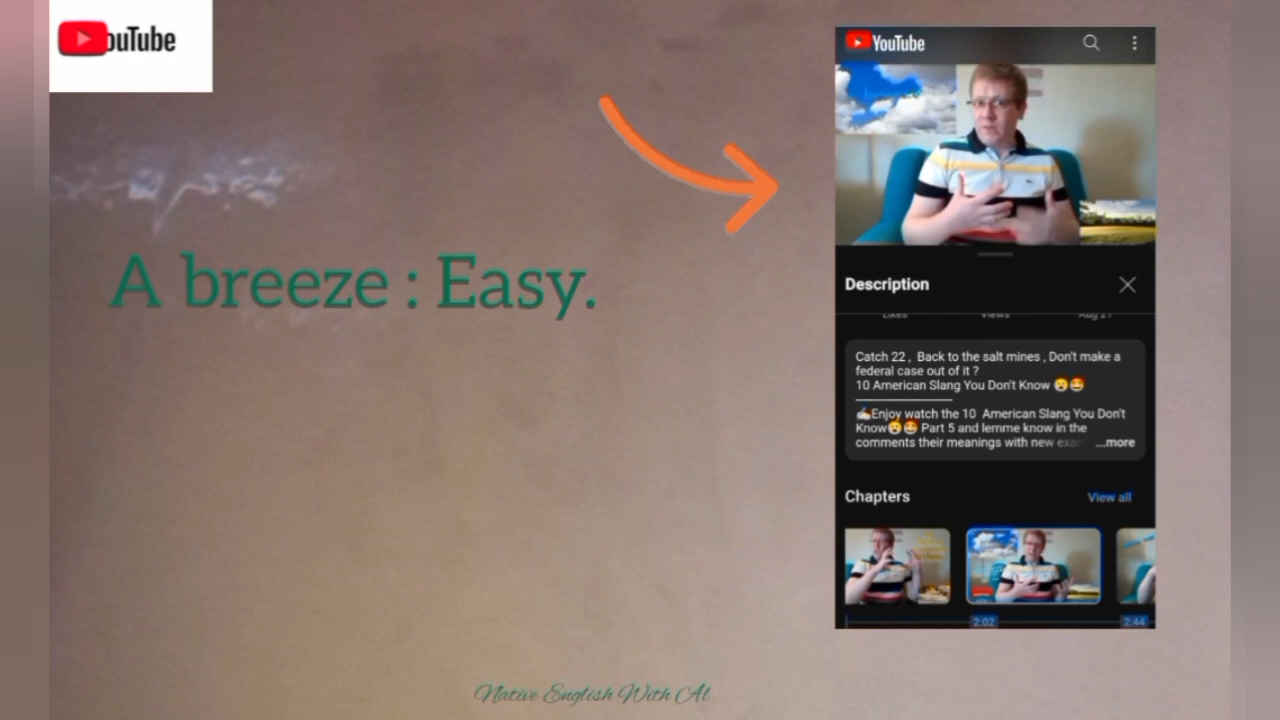 YouTube
A breeze : Easy.
YouTube
Description
Likes Views Aug 21
Catch 22 , Back to the salt mines , Don't make a
federal case out of it ?
10 American Slang You Don't Know 😵🤩
✍️Enjoy watch the 10 American Slang You Don't
Know😵🤩 Part 5 and lemme know in the
comments their meanings with new exam ...more
Chapters View all
2:02 2:44
Native English With Al